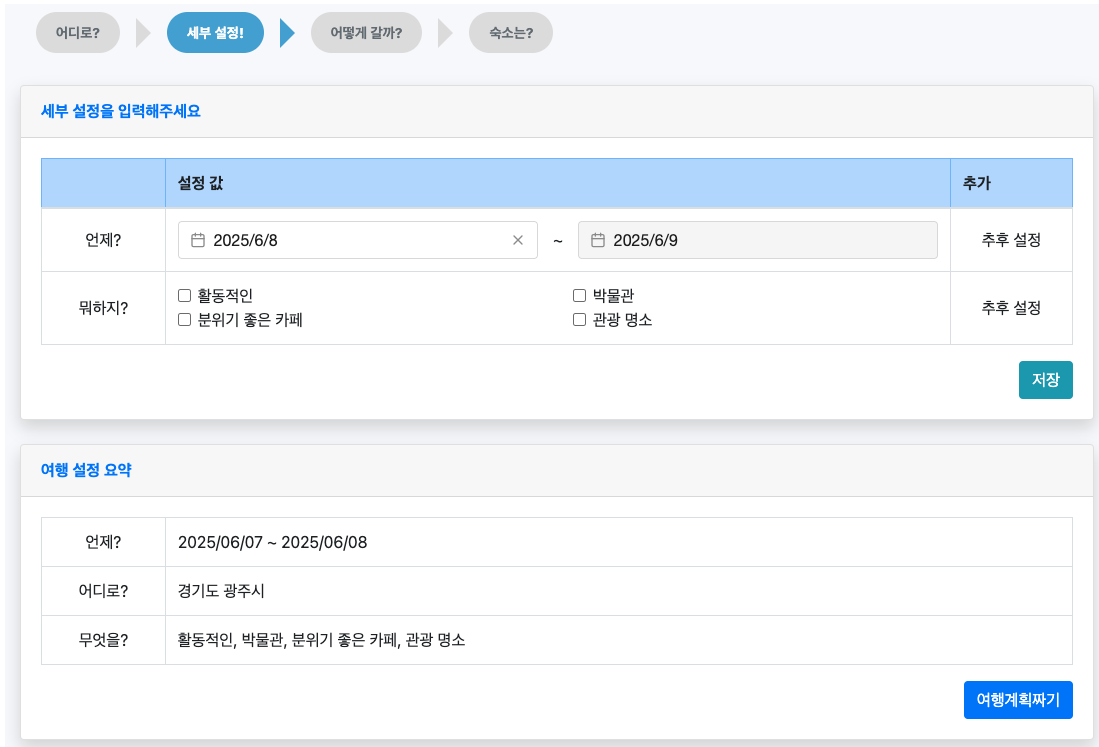 어디로? 세부 설정! 어떻게 갈까? 숙소는?
세부 설정을 입력해주세요
설정 값 추가
언제? 2025/6/8 ~ 2025/6/9 추후 설정
뭐하지? 활동적인 박물관 추후 설정
분위기 좋은 카페 관광 명소
저장
여행 설정 요약
언제? 2025/06/07 ~ 2025/06/08
어디로? 경기도 광주시
무엇을? 활동적인, 박물관, 분위기 좋은 카페, 관광 명소
여행계획짜기